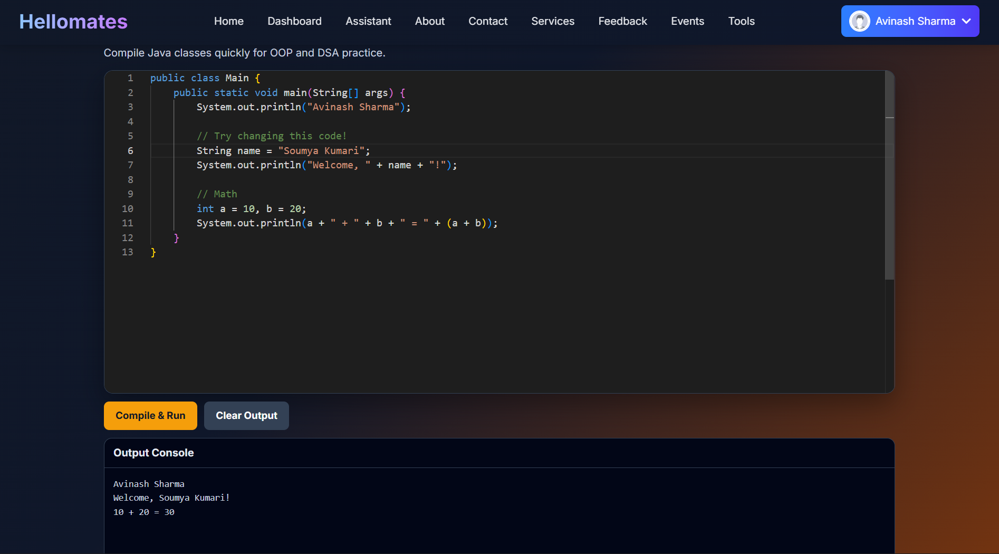 Hellomates
Home Dashboard Assistant About Contact Services Feedback Events Tools
Avinash Sharma
Compile Java classes quickly for OOP and DSA practice.
1 public class Main {
2     public static void main(String[] args) {
3         System.out.println("Avinash Sharma");
4
5         // Try changing this code!
6         String name = "Soumya Kumari";
7         System.out.println("Welcome, " + name + "!");
8
9         // Math
10         int a = 10, b = 20;
11         System.out.println(a + " + " + b + " = " + (a + b));
12     }
13 }
Compile & Run Clear Output
Output Console
Avinash Sharma
Welcome, Soumya Kumari!
10 + 20 = 30